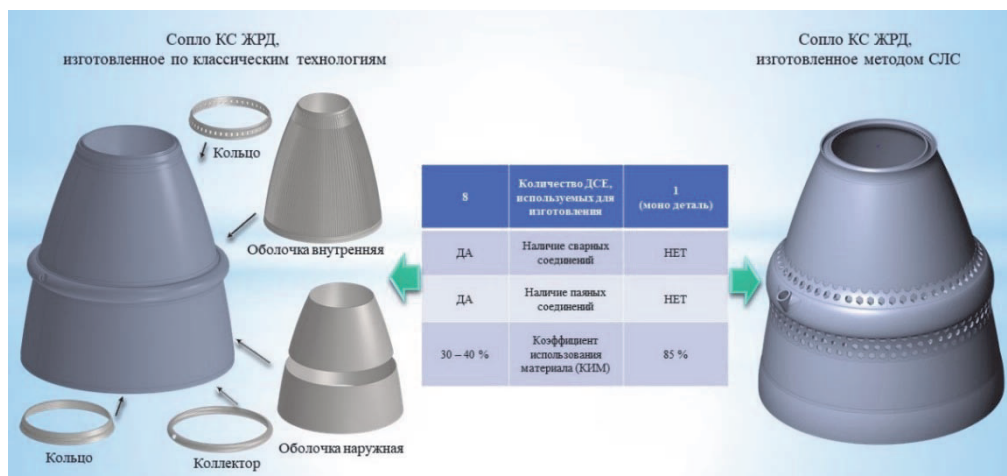 Сопло КС ЖРД,
изготовленное по классическим технологиям
Кольцо
Оболочка внутренняя
Оболочка наружная
Кольцо
Коллектор
8
Количество ДСЕ,
используемых для
изготовления
1
(моно деталь)
ДА
Наличие сварных
соединений
НЕТ
ДА
Наличие паяных
соединений
НЕТ
30 – 40 %
Коэффициент
использования
материала (КИМ)
85 %
Сопло КС ЖРД,
изготовленное методом СЛС